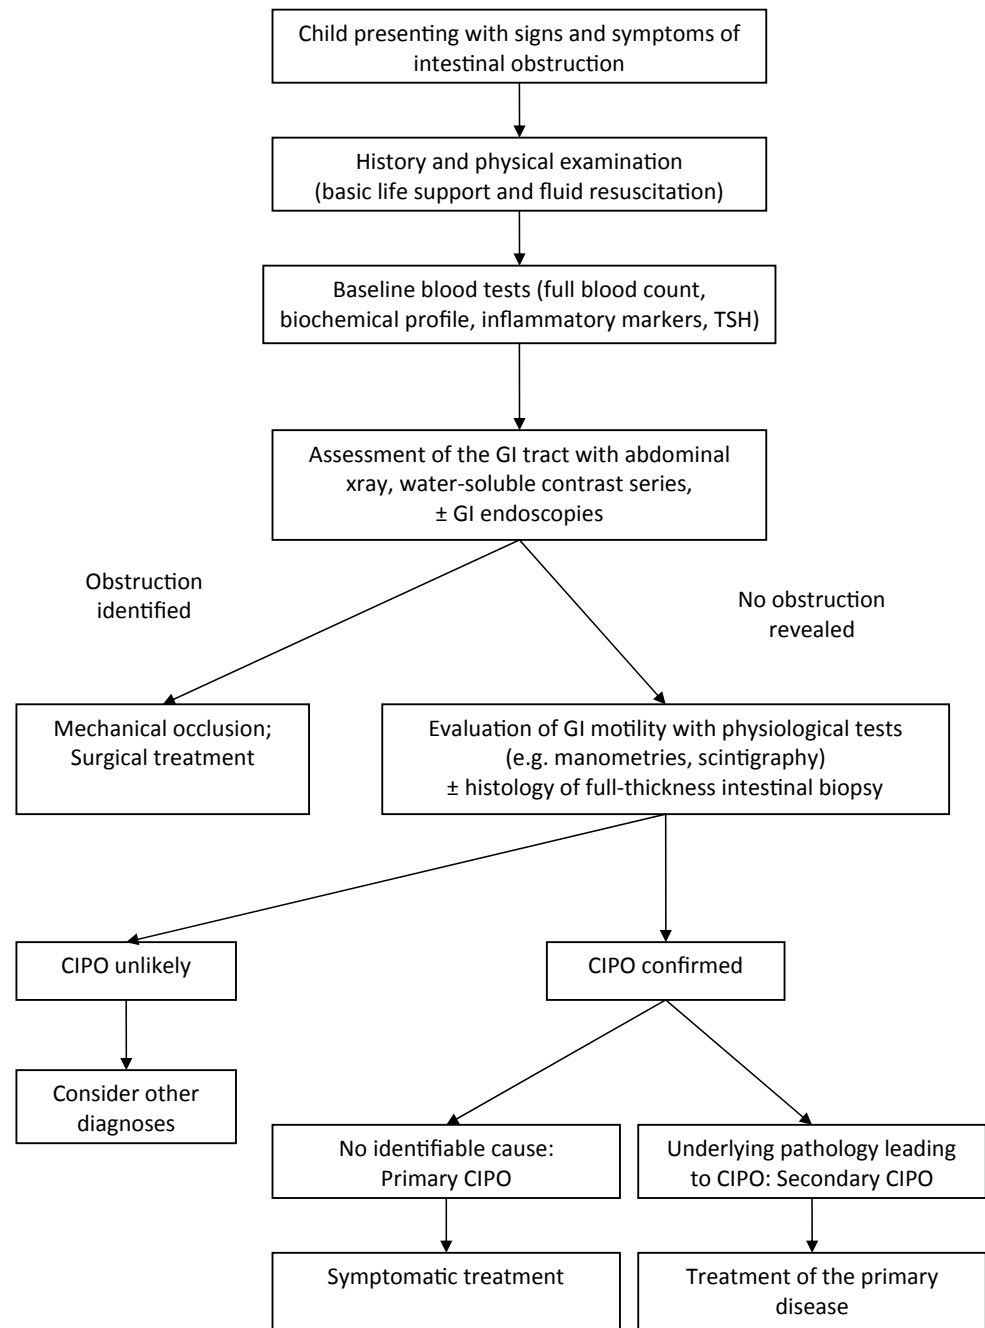 Child presenting with signs and symptoms of
intestinal obstruction
History and physical examination
(basic life support and fluid resuscitation)
Baseline blood tests (full blood count,
biochemical profile, inflammatory markers, TSH)
Assessment of the GI tract with abdominal
xray, water-soluble contrast series,
± GI endoscopies
Obstruction
identified
No obstruction
revealed
Mechanical occlusion;
Surgical treatment
Evaluation of GI motility with physiological tests
(e.g. manometries, scintigraphy)
± histology of full-thickness intestinal biopsy
CIPO unlikely
CIPO confirmed
Consider other
diagnoses
No identifiable cause:
Primary CIPO
Underlying pathology leading
to CIPO: Secondary CIPO
Symptomatic treatment
Treatment of the primary
disease